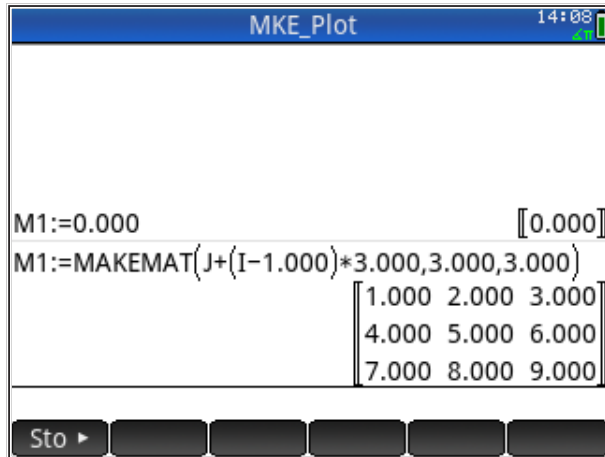 MKE_Plot 14:08
∡π
M1:=0.000 [[0.000]]
M1:=MAKEMAT(J+(I−1.000)*3.000,3.000,3.000)
[[1.000 2.000 3.000]
[4.000 5.000 6.000]
[7.000 8.000 9.000]]
Sto ►